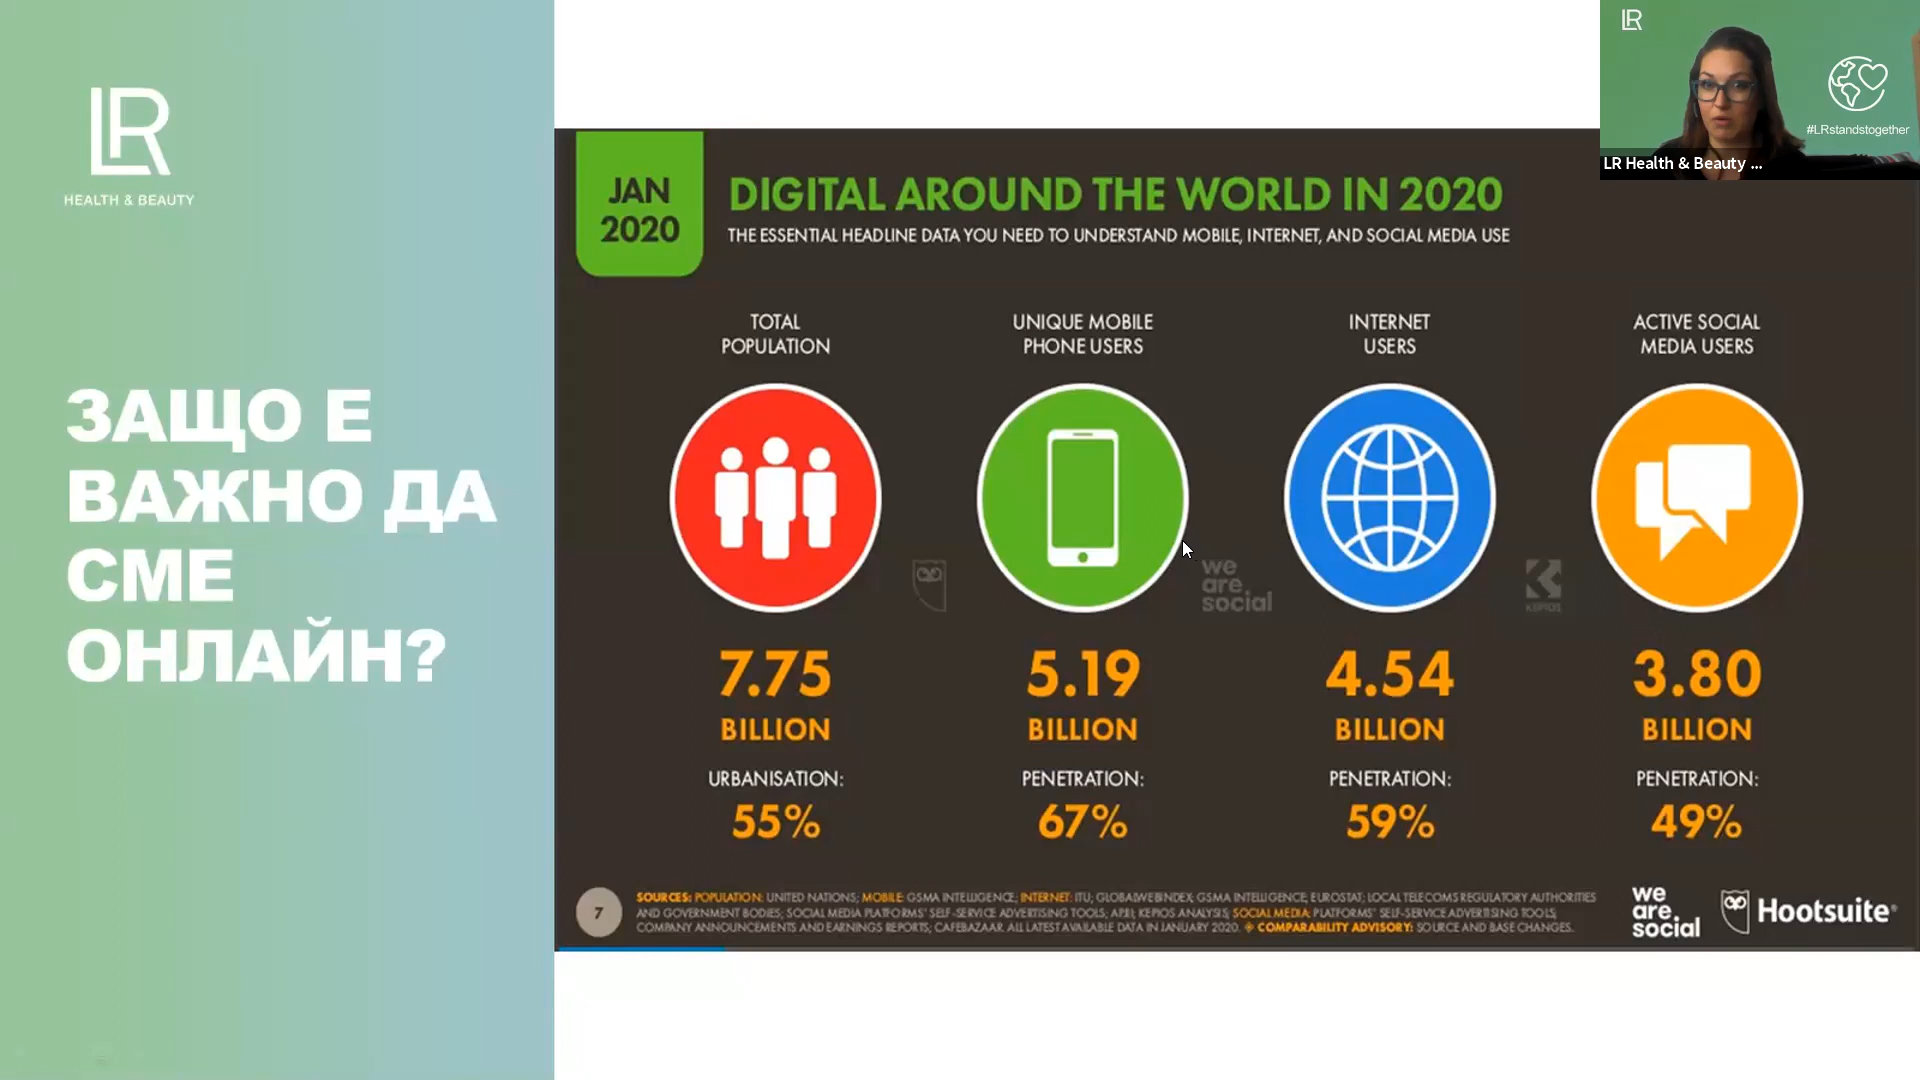 LR
HEALTH & BEAUTY
ЗАЩО Е
ВАЖНО ДА
СМЕ
ОНЛАЙН?
JAN
2020
DIGITAL AROUND THE WORLD IN 2020
THE ESSENTIAL HEADLINE DATA YOU NEED TO UNDERSTAND MOBILE, INTERNET, AND SOCIAL MEDIA USE
TOTAL
POPULATION
7.75
BILLION
URBANISATION:
55%
UNIQUE MOBILE
PHONE USERS
5.19
BILLION
PENETRATION:
67%
INTERNET
USERS
4.54
BILLION
PENETRATION:
59%
ACTIVE SOCIAL
MEDIA USERS
3.80
BILLION
PENETRATION:
49%
we
are
social
KEPIOS
7
SOURCES: POPULATION: UNITED NATIONS; MOBILE: GSMA INTELLIGENCE; INTERNET: ITU; GLOBALWEBINDEX; GSMA INTELLIGENCE; EUROSTAT; LOCAL TELECOMS REGULATORY AUTHORITIES
AND GOVERNMENT BODIES; SOCIAL MEDIA PLATFORMS' SELF-SERVICE ADVERTISING TOOLS; APJII; KEPIOS ANALYSIS; SOCIAL MEDIA: PLATFORMS' SELF-SERVICE ADVERTISING TOOLS;
COMPANY ANNOUNCEMENTS AND EARNINGS REPORTS; CAFEBAZAAR. ALL LATEST AVAILABLE DATA IN JANUARY 2020. COMPARABILITY ADVISORY: SOURCE AND BASE CHANGES.
we
are
social
Hootsuite®
LR
#LRstandstogether
LR Health & Beauty ...